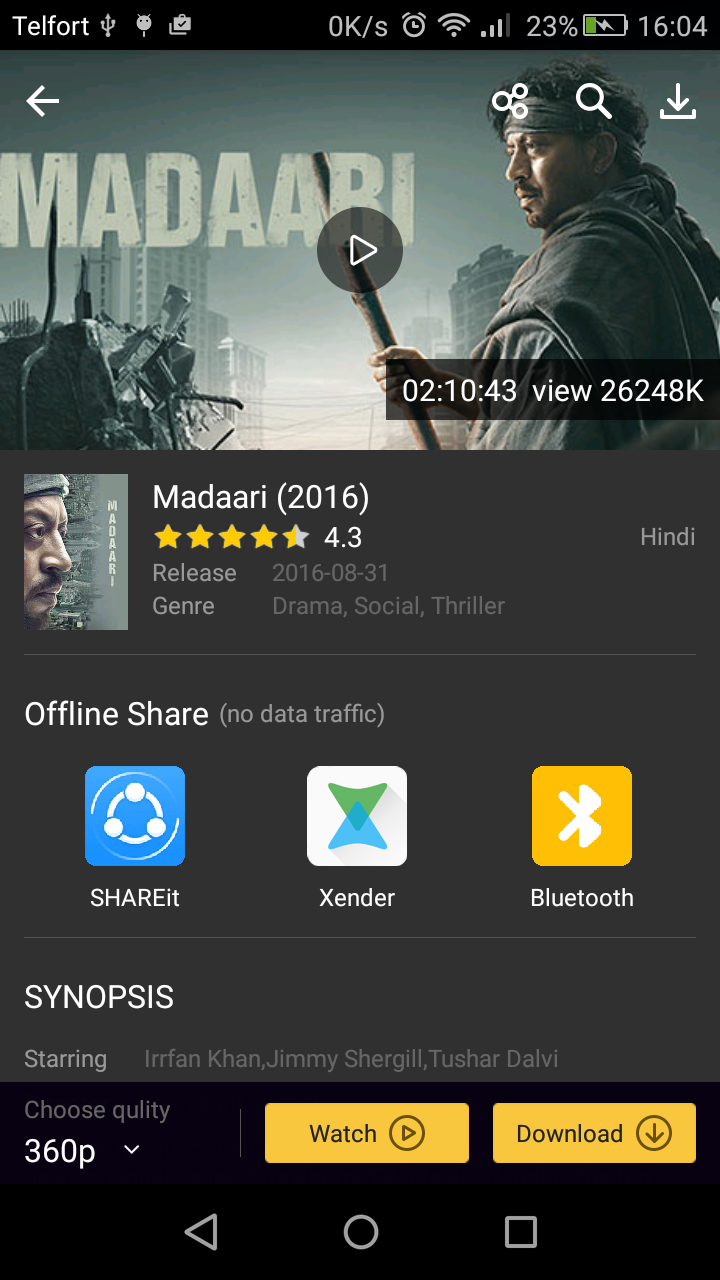 Telfort 0K/s 23% 16:04
MADAARI
02:10:43 view 26248K
MADAARI
Madaari (2016)
4.3 Hindi
Release 2016-08-31
Genre Drama, Social, Thriller
Offline Share (no data traffic)
SHAREit Xender Bluetooth
SYNOPSIS
Starring Irrfan Khan,Jimmy Shergill,Tushar Dalvi
Choose qulity
360p Watch Download